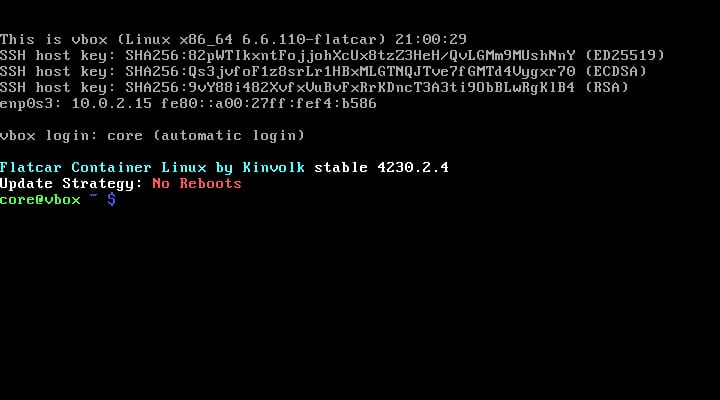 This is vbox (Linux x86_64 6.6.110-flatcar) 21:00:29
SSH host key: SHA256:82pWTIkxntFojjohXcUx8tzZ3HeH/QvLGMm9MUshNnY (ED25519)
SSH host key: SHA256:Qs3jvfoF1z8srLr1HBxMLGTNQJTve7fGMTd4Vygxr70 (ECDSA)
SSH host key: SHA256:9vY88i482XvfxVuBvFxRrKDncT3A3ti9ObBLwRgKlB4 (RSA)
enp0s3: 10.0.2.15 fe80::a00:27ff:fef4:b586
vbox login: core (automatic login)
Flatcar Container Linux by Kinvolk stable 4230.2.4
Update Strategy: No Reboots
core@vbox ~ $